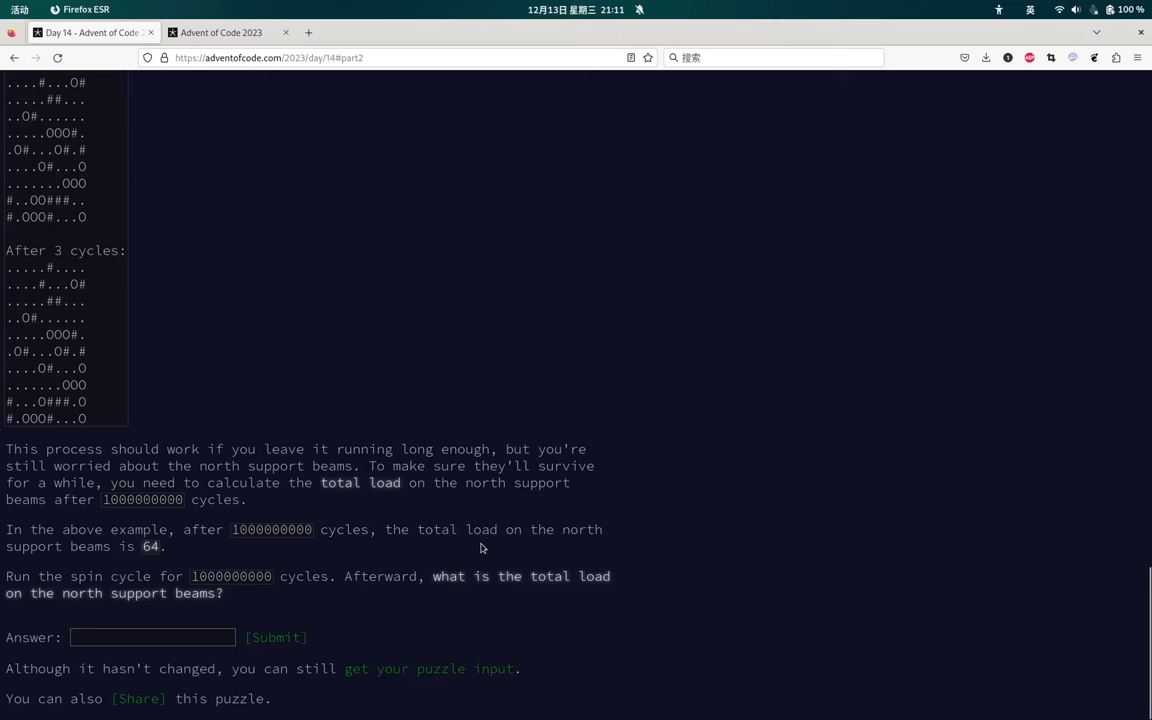 活动 Firefox ESR 12月13日 星期三 21:11 英 100 %
Day 14 - Advent of Code 2 Advent of Code 2023
https://adventofcode.com/2023/day/14#part2 搜索
....#...O#
.....##...
..O#......
.....OOO#.
.O#...O#.#
....O#...O
.......OOO
#..OO###..
#.OOO#...O
After 3 cycles:
.....#....
....#...O#
.....##...
..O#......
.....OOO#.
.O#...O#.#
....O#...O
.......OOO
#...O###.O
#.OOO#...O
This process should work if you leave it running long enough, but you're
still worried about the north support beams. To make sure they'll survive
for a while, you need to calculate the total load on the north support
beams after 1000000000 cycles.
In the above example, after 1000000000 cycles, the total load on the north
support beams is 64.
Run the spin cycle for 1000000000 cycles. Afterward, what is the total load
on the north support beams?
Answer: [Submit]
Although it hasn't changed, you can still get your puzzle input.
You can also [Share] this puzzle.